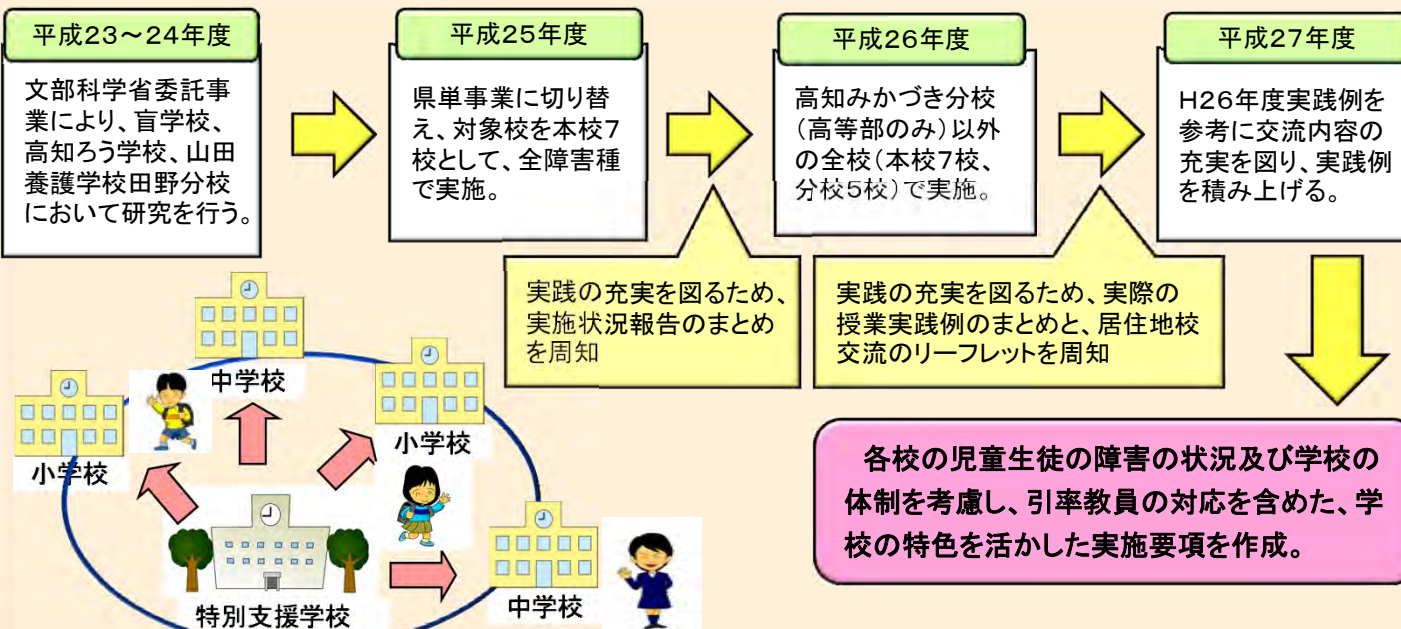 平成23～24年度
文部科学省委託事
業により、盲学校、
高知ろう学校、山田
養護学校田野分校
において研究を行う。
平成25年度
県単事業に切り替
え、対象校を本校7
校として、全障害種
で実施。
平成26年度
高知みかづき分校
(高等部のみ)以外
の全校(本校7校、
分校5校)で実施。
平成27年度
H26年度実践例を
参考に交流内容の
充実を図り、実践例
を積み上げる。
実践の充実を図るため、
実施状況報告のまとめ
を周知
実践の充実を図るため、実際の
授業実践例のまとめと、居住地校
交流のリーフレットを周知
各校の児童生徒の障害の状況及び学校の
体制を考慮し、引率教員の対応を含めた、学
校の特色を活かした実施要項を作成。
中学校
小学校
小学校
中学校
特別支援学校